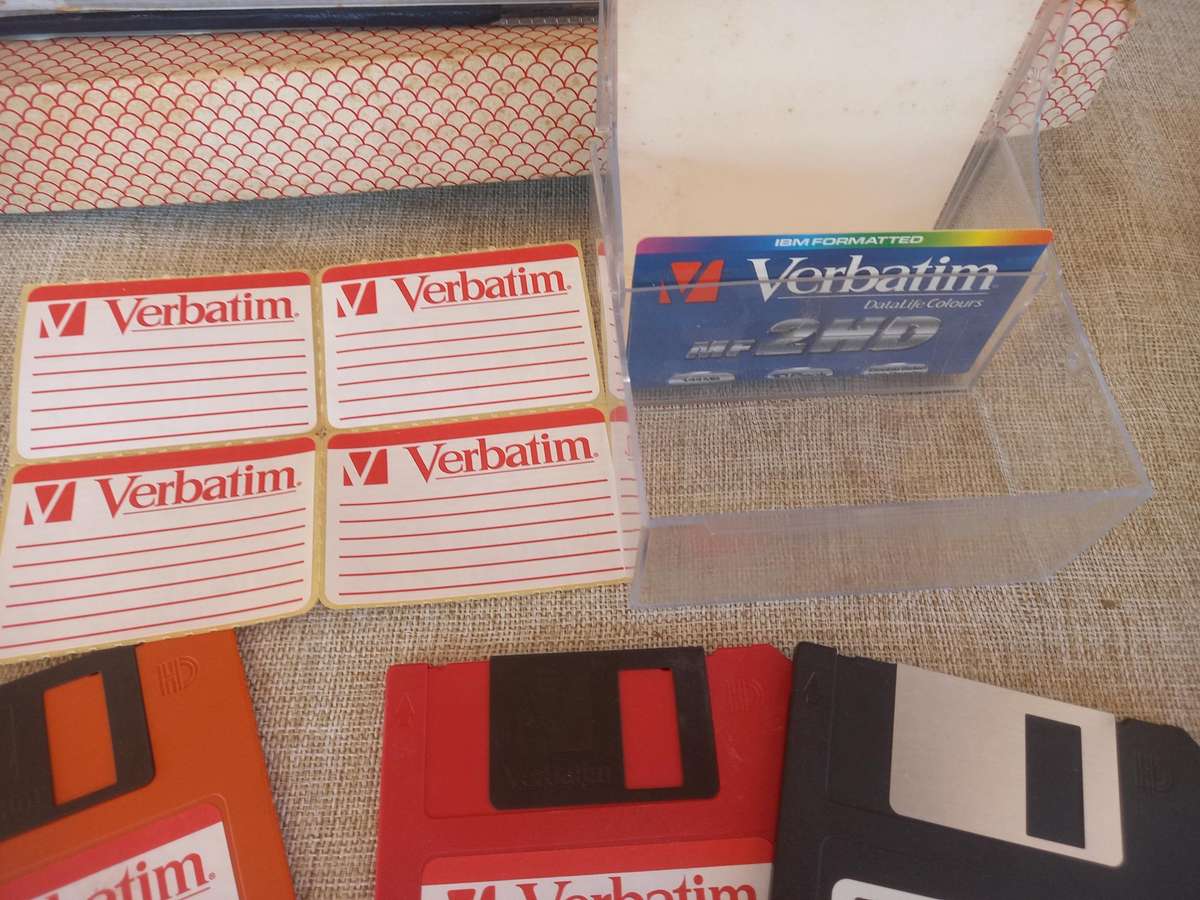 IBM FORMATTED
Verbatim
DataLife Colours
MF 2HD
Verbatim®
Verbatim®
Verbatim®
Verbatim®
HD
Verbatim
HD
HD
Verbatim